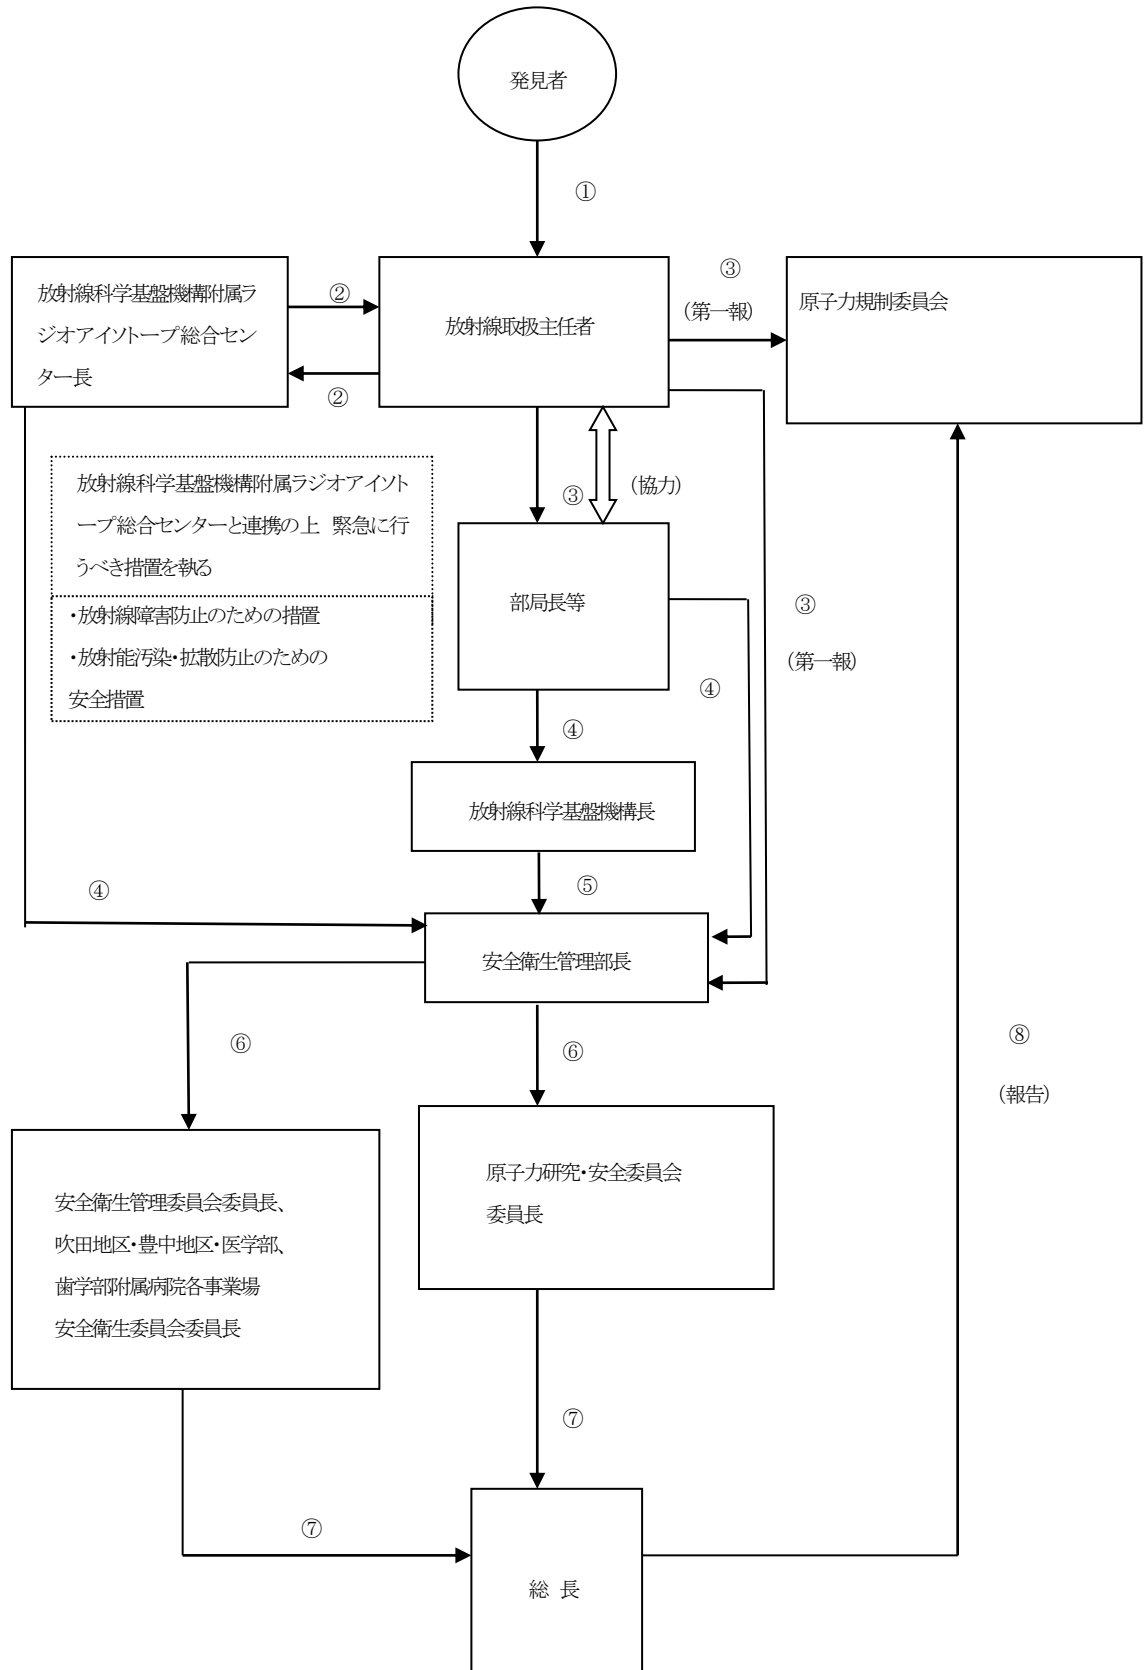 発見者
①
放射線科学基盤機構附属ラ
ジオアイソトープ総合セン
ター長
②
②
放射線取扱主任者
③
(第一報)
原子力規制委員会
放射線科学基盤機構附属ラジオアイソト
ープ総合センターと連携の上 緊急に行
うべき措置を執る
・放射線障害防止のための措置
・放射能汚染・拡散防止のための
安全措置
③
(協力)
部局長等
③
(第一報)
④
④
放射線科学基盤機構長
④
⑤
安全衛生管理部長
⑥
⑥
⑧
(報告)
安全衛生管理委員会委員長、
吹田地区・豊中地区・医学部、
歯学部附属病院各事業場
安全衛生委員会委員長
原子力研究・安全委員会
委員長
⑦
⑦
総 長